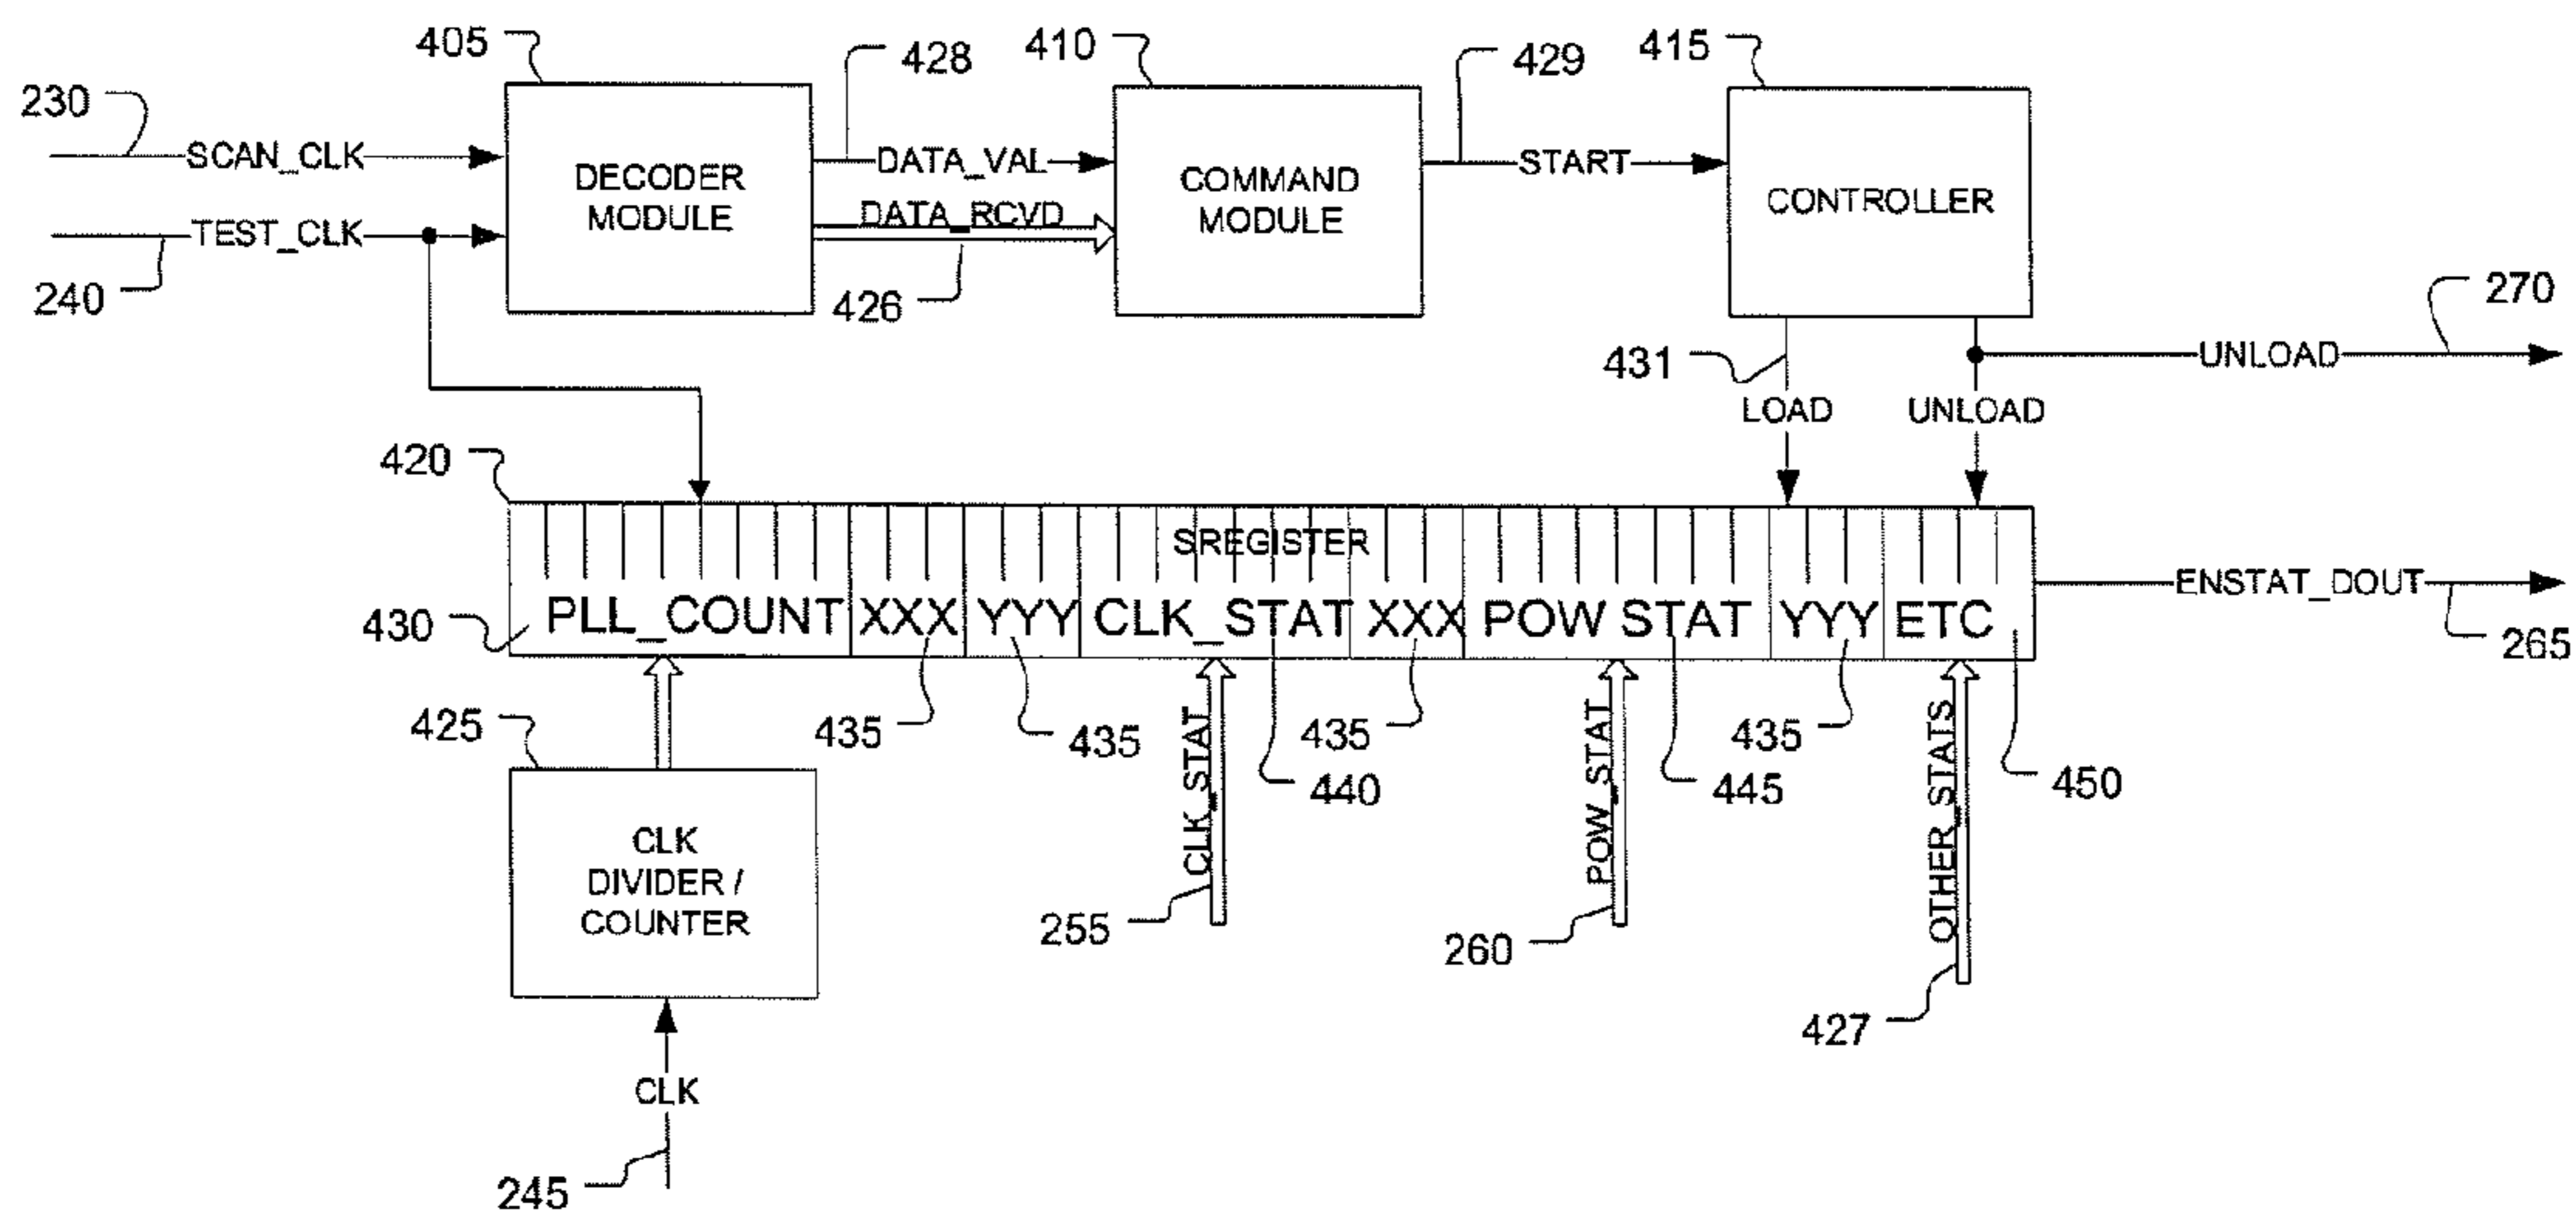 405
428
410
429
415
230
SCAN_CLK
DECODER
MODULE
DATA_VAL
COMMAND
MODULE
START
CONTROLLER
TEST_CLK
DATA_RCVD
240
426
270
431
UNLOAD
LOAD
UNLOAD
420
SREGISTER
ENSTAT_DOUT
430
PLL_COUNT
XXX
YYY
CLK_STAT
XXX
POW STAT
YYY
ETC
265
425
435
435
CLK_STAT
440
435
POW_STAT
445
435
OTHER_STATS
450
CLK
DIVIDER /
COUNTER
255
260
427
CLK
245